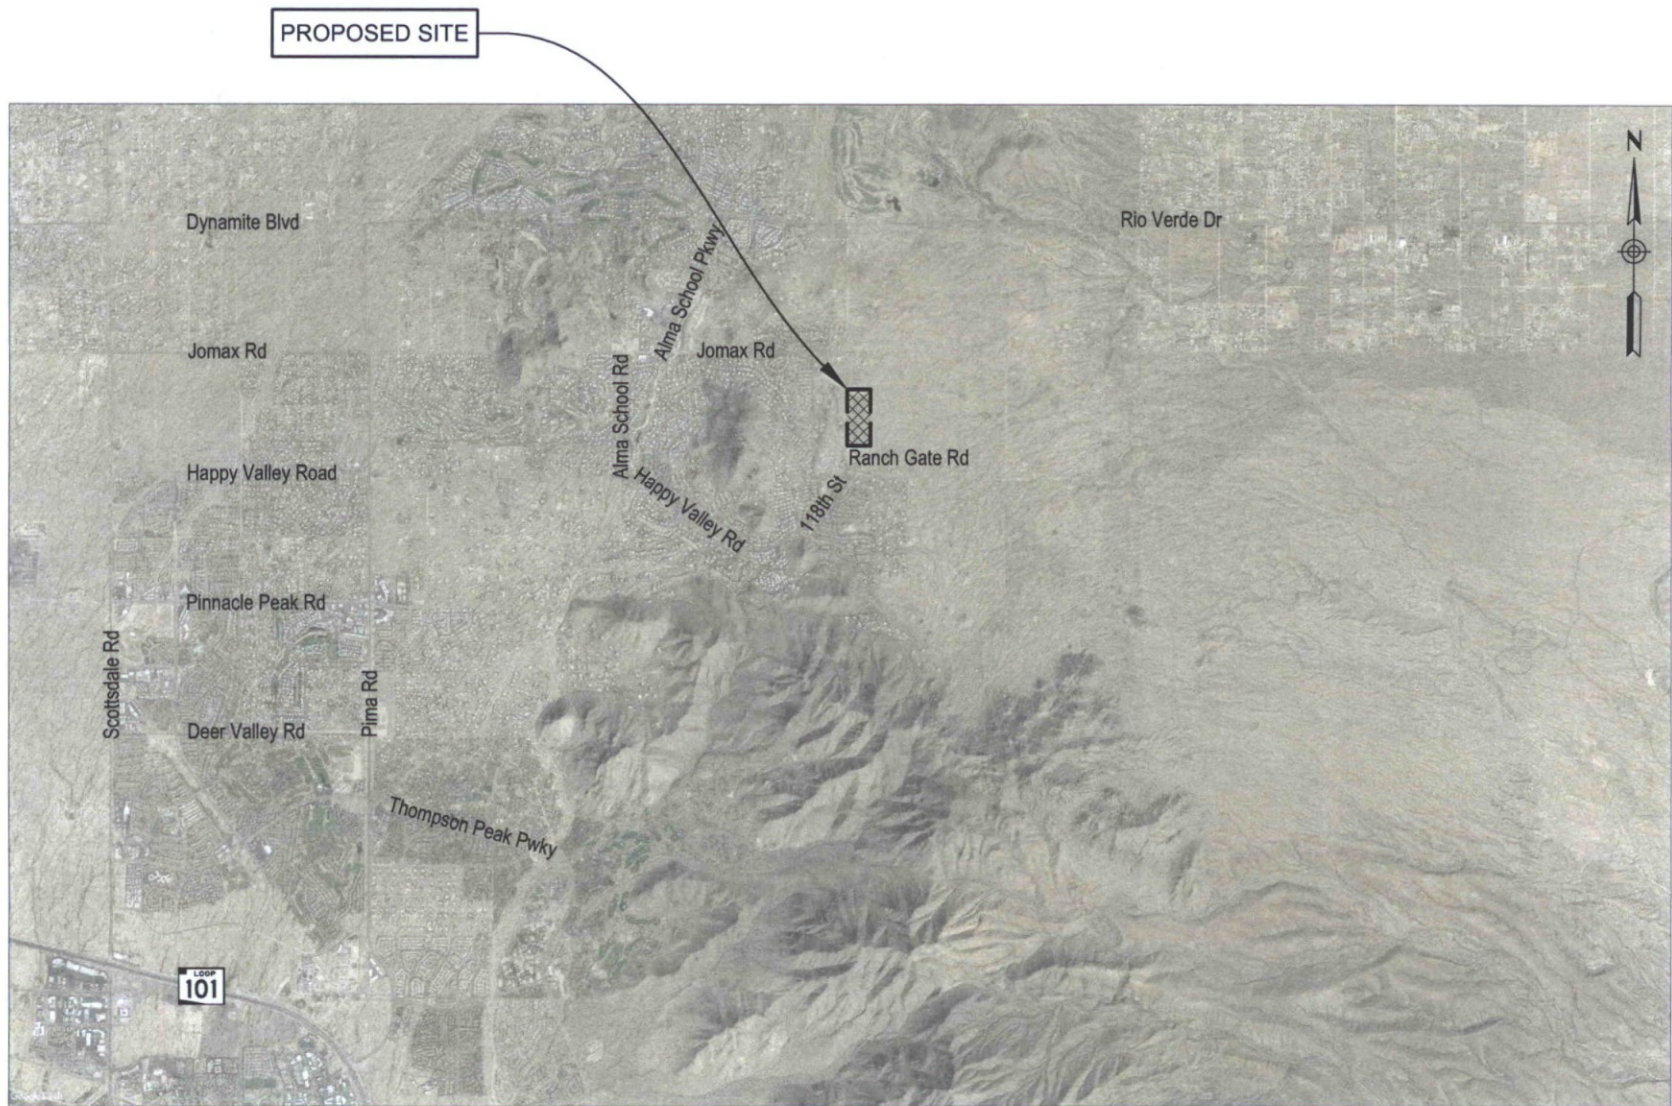 PROPOSED SITE
N
Dynamite Blvd
Rio Verde Dr
Alma School Pkwy
Jomax Rd
Jomax Rd
Alma School Rd
Ranch Gate Rd
Happy Valley Road
Happy Valley Rd
118th St
Pinnacle Peak Rd
Scottsdale Rd
Pima Rd
Deer Valley Rd
Thompson Peak Pwky
LOOP
101